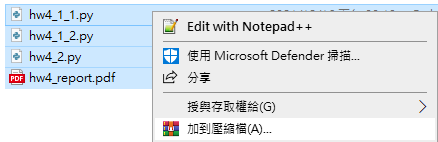 hw4_1_1.py
hw4_1_2.py
hw4_2.py
hw4_report.pdf
Edit with Notepad++
使用 Microsoft Defender 掃描...
分享
授與存取權給(G)
加到壓縮檔(A)...